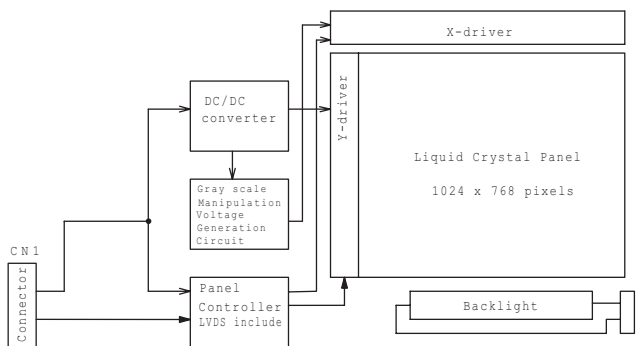 X-driver
DC/DC
converter
Y-driver
Liquid Crystal Panel
1024 x 768 pixels
Gray scale
Manipulation
Voltage
Generation
Circuit
CN1
Connector
Panel
Controller
LVDS include
Backlight